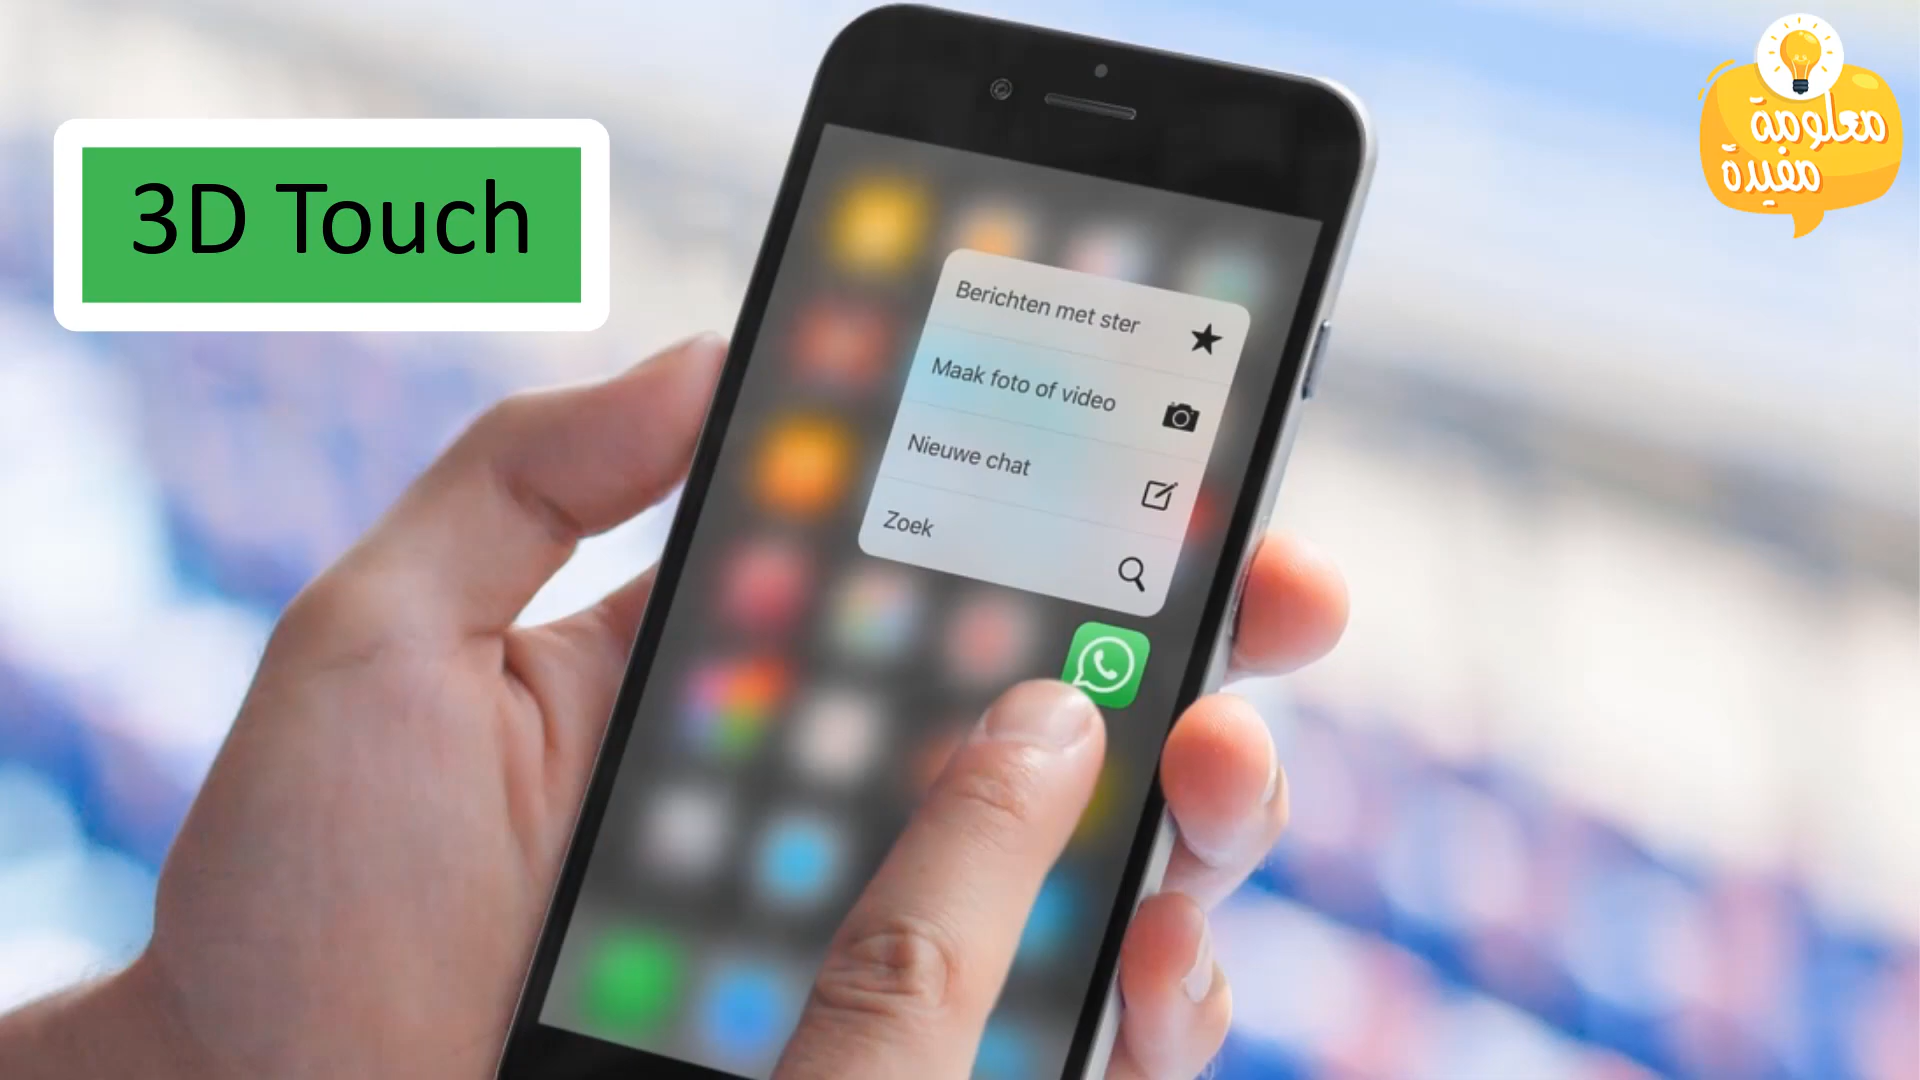 3D Touch
معلومة
مفيدة
Berichten met ster
Maak foto of video
Nieuwe chat
Zoek